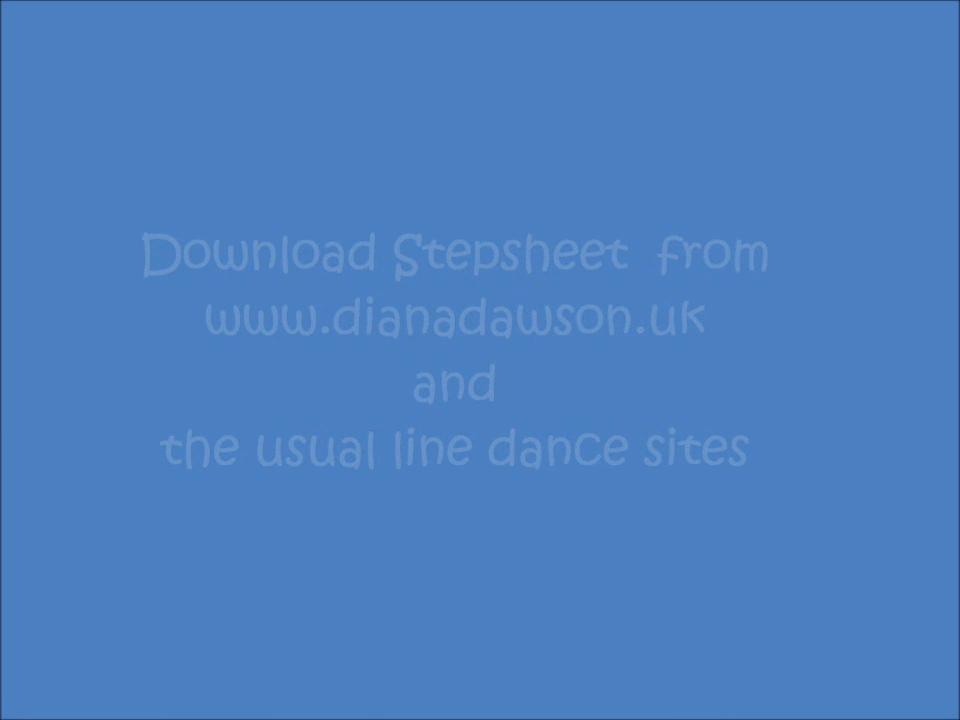 Download Stepsheet from
www.dianadawson.uk
and
the usual line dance sites